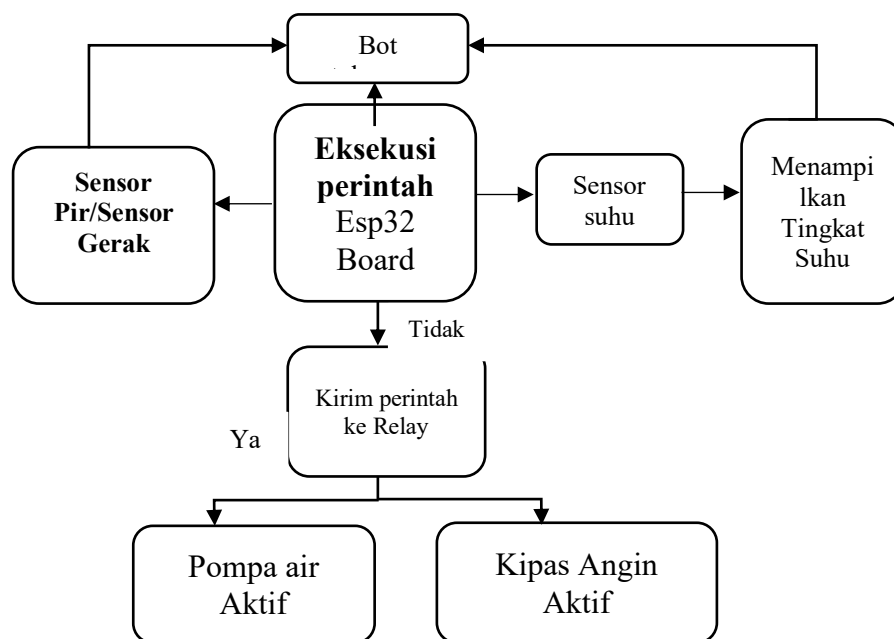 Bot
Eksekusi
perintah
Esp32
Board
Sensor
Pir/Sensor
Gerak
Sensor
suhu
Menampi
lkan
Tingkat
Suhu
Tidak
Kirim perintah
ke Relay
Ya
Pompa air
Aktif
Kipas Angin
Aktif